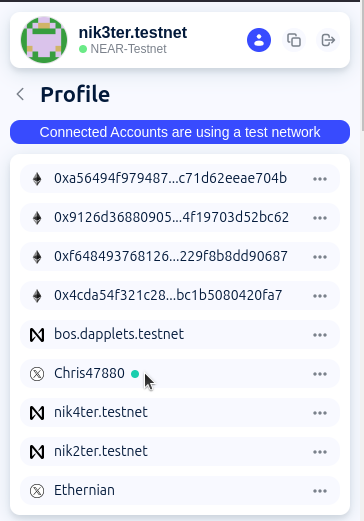 nik3ter.testnet
NEAR-Testnet
Profile
Connected Accounts are using a test network
0xa56494f979487...c71d62eeae704b
0x9126d36880905...4f19703d52bc62
0xf648493768126...229f8b8dd90687
0x4cda54f321c28...bc1b5080420fa7
bos.dapplets.testnet
Chris47880
nik4ter.testnet
nik2ter.testnet
Ethernian